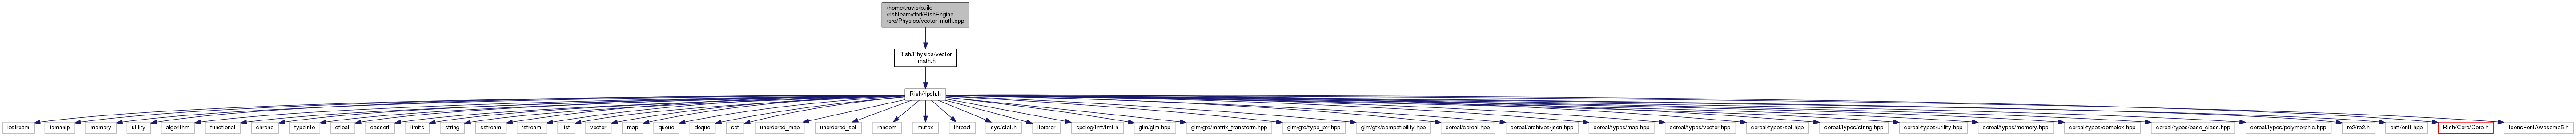 /home/travis/build
/rishteam/dod/RishEngine
/src/Physics/vector_math.cpp
Rish/Physics/vector
_math.h
Rish/rlpch.h
iostream
iomanip
memory
utility
algorithm
functional
chrono
typeinfo
cfloat
cassert
limits
string
sstream
fstream
list
vector
map
queue
deque
set
unordered_map
unordered_set
random
mutex
thread
sys/stat.h
iterator
spdlog/fmt/fmt.h
glm/glm.hpp
glm/gtc/matrix_transform.hpp
glm/gtc/type_ptr.hpp
glm/gtx/compatibility.hpp
cereal/cereal.hpp
cereal/archives/json.hpp
cereal/types/map.hpp
cereal/types/vector.hpp
cereal/types/set.hpp
cereal/types/string.hpp
cereal/types/utility.hpp
cereal/types/memory.hpp
cereal/types/complex.hpp
cereal/types/base_class.hpp
cereal/types/polymorphic.hpp
re2/re2.h
entt/entt.hpp
Rish/Core/Core.h
IconsFontAwesome5.h